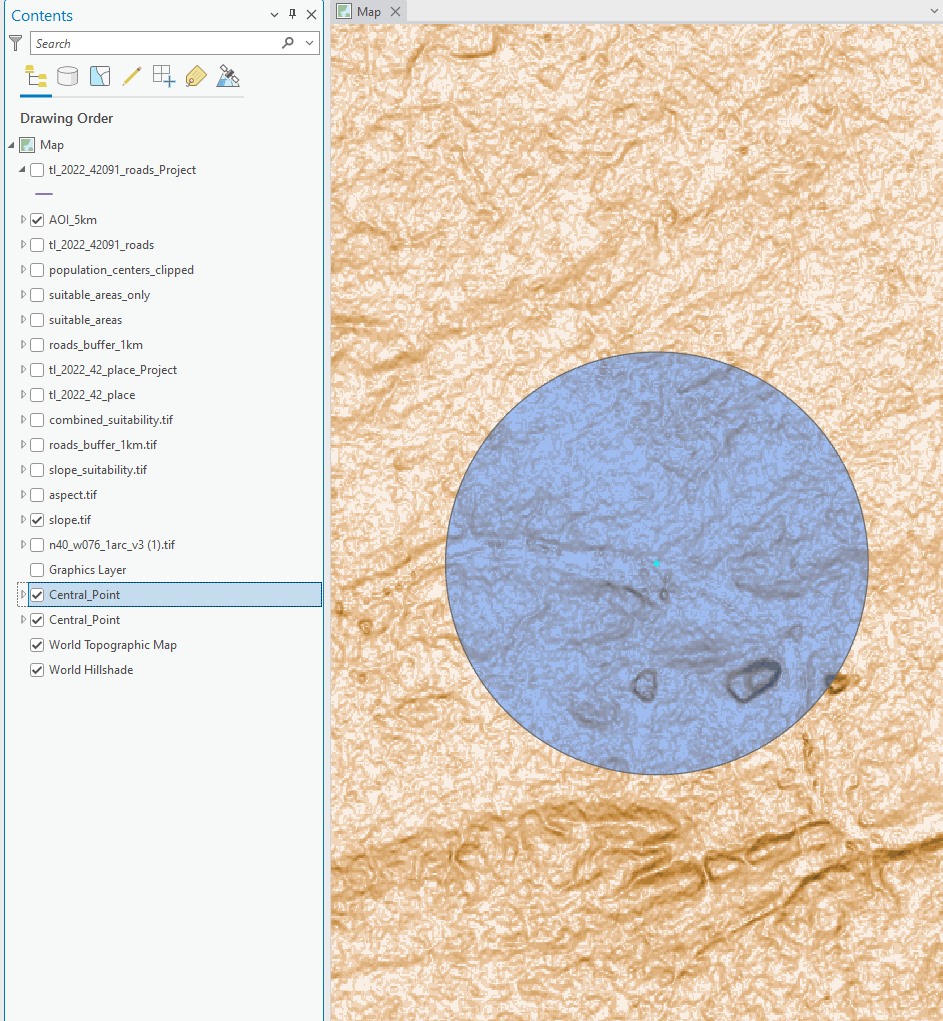 Contents
Map
Search
Drawing Order
Map
tl_2022_42091_roads_Project
AOI_5km
tl_2022_42091_roads
population_centers_clipped
suitable_areas_only
suitable_areas
roads_buffer_1km
tl_2022_42_place_Project
tl_2022_42_place
combined_suitability.tif
roads_buffer_1km.tif
slope_suitability.tif
aspect.tif
slope.tif
n40_w076_1arc_v3 (1).tif
Graphics Layer
Central_Point
Central_Point
World Topographic Map
World Hillshade